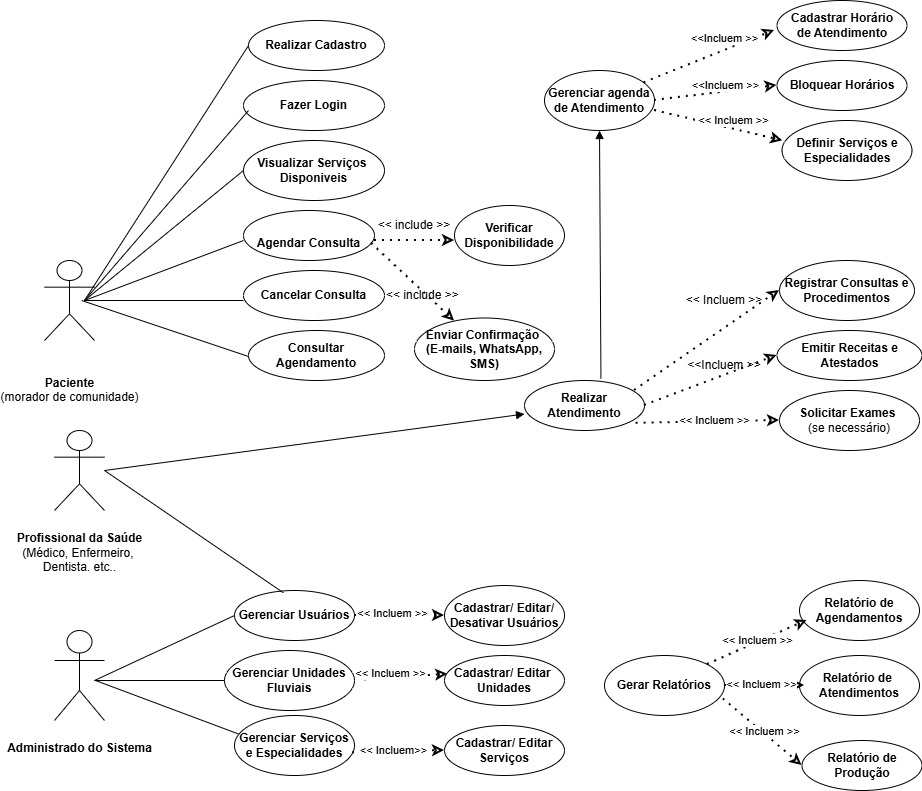 Realizar Cadastro
Fazer Login
Visualizar Serviços
Disponiveis
Agendar Consulta
<< include >>
Verificar
Disponibilidade
Cancelar Consulta
<< include >>
Enviar Confirmação
(E-mails, WhatsApp,
SMS)
Consultar
Agendamento
Paciente
(morador de comunidade)
Gerenciar agenda
de Atendimento
<<Incluem >>
Cadastrar Horário
de Atendimento
<<Incluem >>
Bloquear Horários
<< Incluem >>
Definir Serviços e
Especialidades
Realizar
Atendimento
<< Incluem >>
Registrar Consultas e
Procedimentos
<<Incluem >>
Emitir Receitas e
Atestados
<< Incluem >>
Solicitar Exames
(se necessário)
Profissional da Saúde
(Médico, Enfermeiro,
Dentista. etc..
Gerenciar Usuários
<< Incluem >>
Cadastrar/ Editar/
Desativar Usuários
Gerenciar Unidades
Fluviais
<< Incluem >>
Cadastrar/ Editar
Unidades
Gerenciar Serviços
e Especialidades
<< Incluem>>
Cadastrar/ Editar
Serviços
Administrado do Sistema
Gerar Relatórios
<< Incluem >>
Relatório de
Agendamentos
<< Incluem >>
Relatório de
Atendimentos
<< Incluem >>
Relatório de
Produção